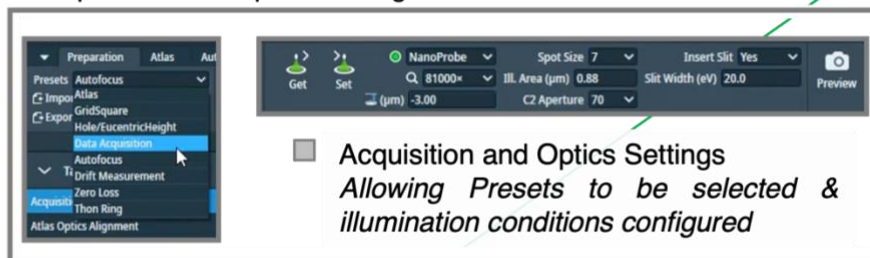 Preparation Atlas
Presets Autofocus
Atlas
GridSquare
Hole/EucentricHeight
Data Acquisition
Autofocus
Drift Measurement
Zero Loss
Thon Ring
Atlas Optics Alignment
Get Set
NanoProbe
81000×
(µm) -3.00
Spot Size 7
Ill. Area (µm) 0.88
C2 Aperture 70
Insert Slit Yes
Slit Width (eV) 20.0
Preview
Acquisition and Optics Settings
Allowing Presets to be selected &
illumination conditions configured